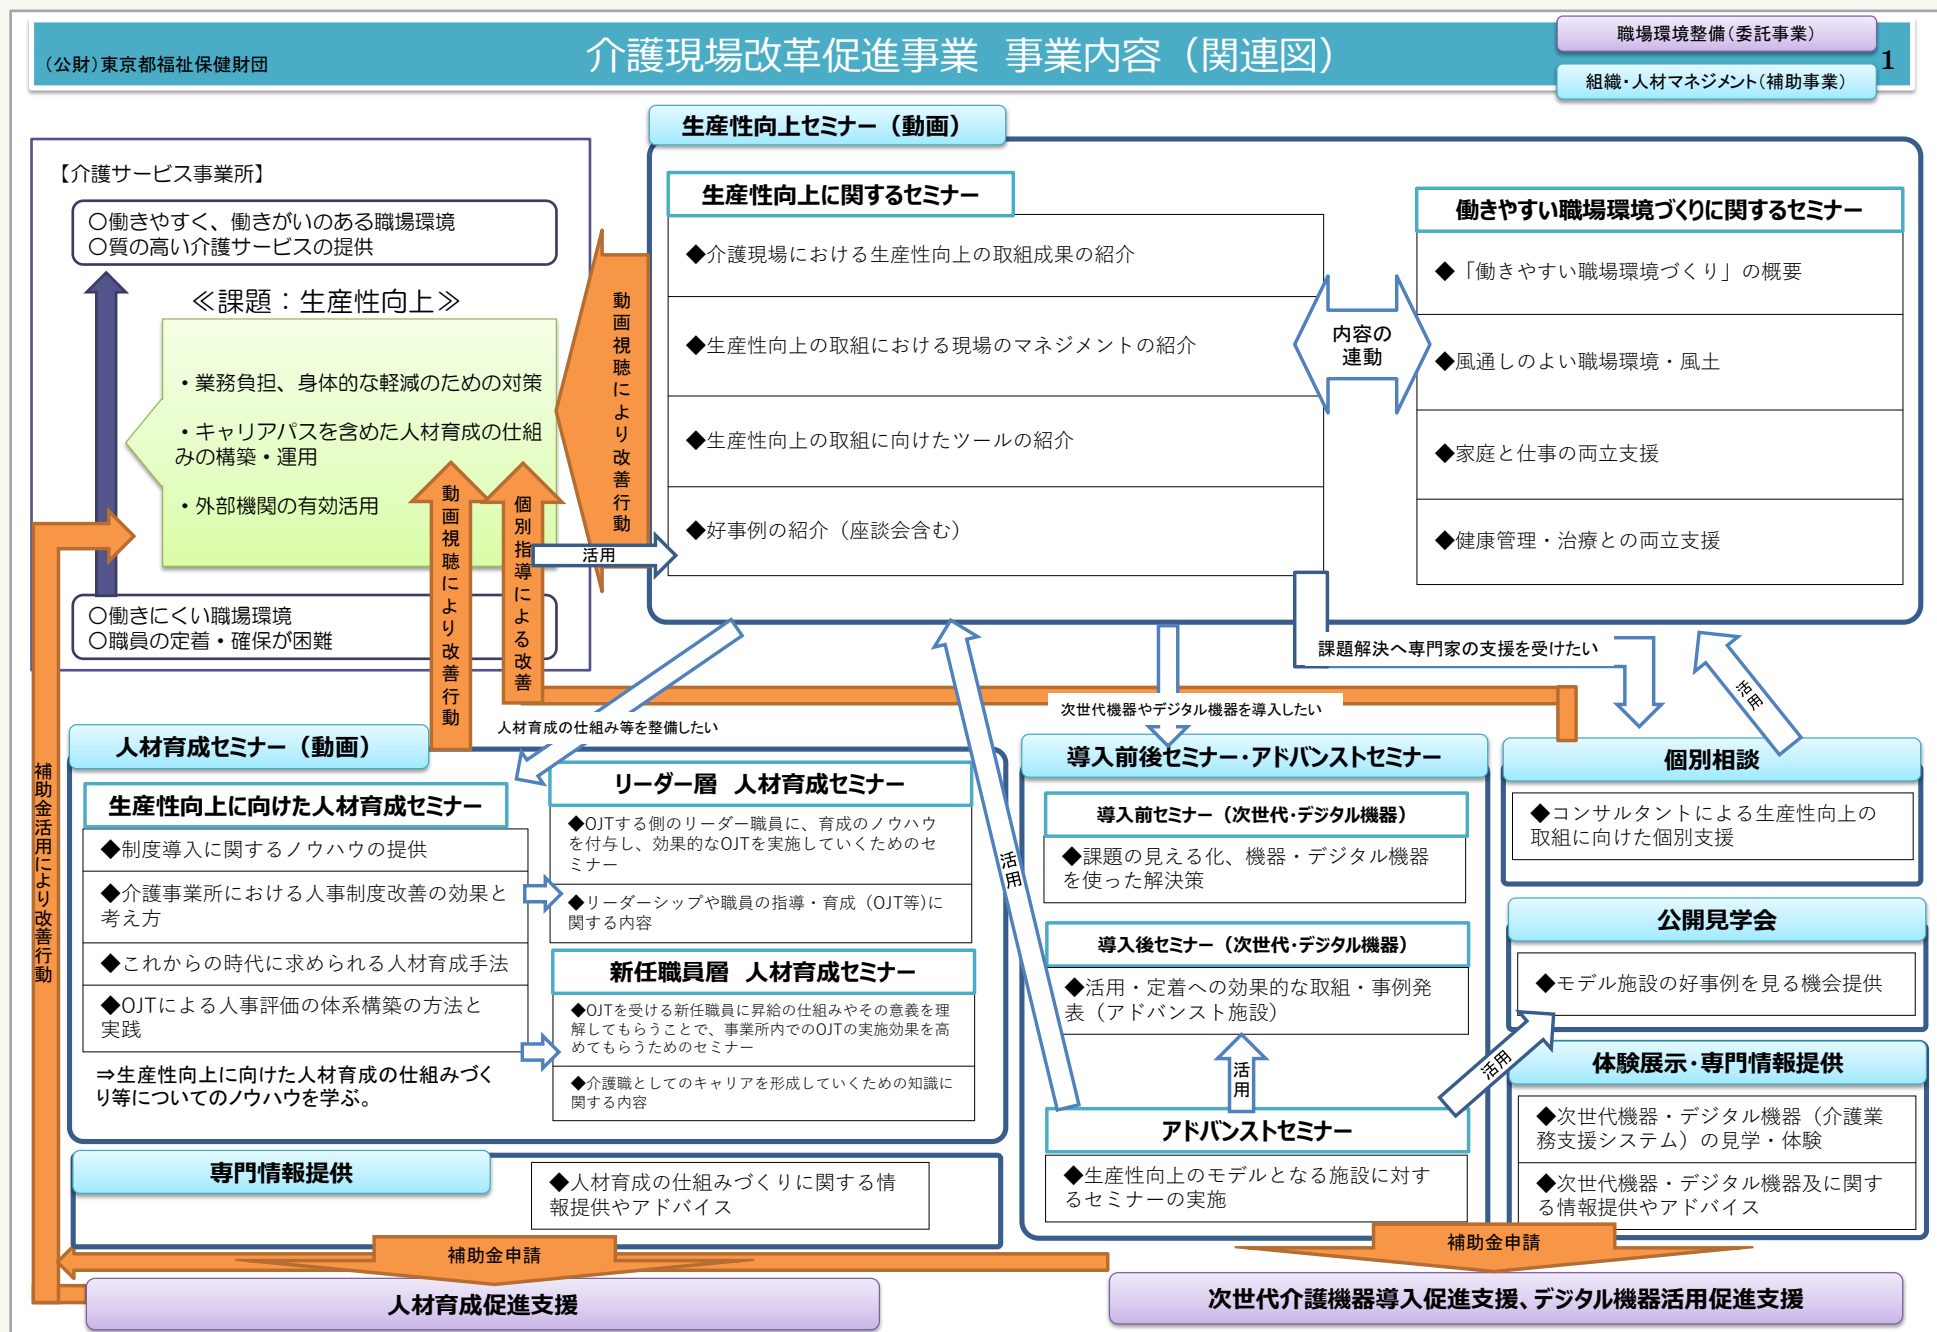 (公財)東京都福祉保健財団
介護現場改革促進事業 事業内容（関連図）
職場環境整備(委託事業)
組織・人材マネジメント(補助事業)
1
【介護サービス事業所】
○働きやすく、働きがいのある職場環境
○質の高い介護サービスの提供
≪課題：生産性向上≫
・業務負担、身体的な軽減のための対策
・キャリアパスを含めた人材育成の仕組
みの構築・運用
・外部機関の有効活用
○働きにくい職場環境
○職員の定着・確保が困難
動画視聴により改善行動
個別指導による改善
動画視聴により改善行動
活用
生産性向上セミナー（動画）
生産性向上に関するセミナー
◆介護現場における生産性向上の取組成果の紹介
◆生産性向上の取組における現場のマネジメントの紹介
◆生産性向上の取組に向けたツールの紹介
◆好事例の紹介（座談会含む）
内容の
連動
働きやすい職場環境づくりに関するセミナー
◆「働きやすい職場環境づくり」の概要
◆風通しのよい職場環境・風土
◆家庭と仕事の両立支援
◆健康管理・治療との両立支援
課題解決へ専門家の支援を受けたい
活用
人材育成の仕組み等を整備したい
次世代機器やデジタル機器を導入したい
補助金活用により改善行動
人材育成セミナー（動画）
生産性向上に向けた人材育成セミナー
◆制度導入に関するノウハウの提供
◆介護事業所における人事制度改善の効果と
考え方
◆これからの時代に求められる人材育成手法
◆OJTによる人事評価の体系構築の方法と
実践
⇒生産性向上に向けた人材育成の仕組みづく
り等についてのノウハウを学ぶ。
リーダー層 人材育成セミナー
◆OJTする側のリーダー職員に、育成のノウハウ
を付与し、効果的なOJTを実施していくためのセ
ミナー
◆リーダーシップや職員の指導・育成（OJT等)に
関する内容
新任職員層 人材育成セミナー
◆OJTを受ける新任職員に昇給の仕組みやその意義を理
解してもらうことで、事業所内でのOJTの実施効果を高
めてもらうためのセミナー
◆介護職としてのキャリアを形成していくための知識に
関する内容
活用
導入前後セミナー・アドバンストセミナー
導入前セミナー（次世代・デジタル機器）
◆課題の見える化、機器・デジタル機器
を使った解決策
導入後セミナー（次世代・デジタル機器）
◆活用・定着への効果的な取組・事例発
表（アドバンスト施設）
活用
アドバンストセミナー
◆生産性向上のモデルとなる施設に対す
るセミナーの実施
活用
個別相談
◆コンサルタントによる生産性向上の
取組に向けた個別支援
公開見学会
◆モデル施設の好事例を見る機会提供
体験展示・専門情報提供
◆次世代機器・デジタル機器（介護業
務支援システム）の見学・体験
◆次世代機器・デジタル機器及に関す
る情報提供やアドバイス
専門情報提供
◆人材育成の仕組みづくりに関する情
報提供やアドバイス
補助金申請
補助金申請
人材育成促進支援
次世代介護機器導入促進支援、デジタル機器活用促進支援